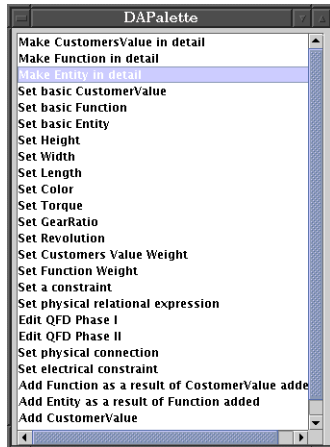 DAPalette
Make CustomersValue in detail
Make Function in detail
Make Entity in detail
Set basic CustomerValue
Set basic Function
Set basic Entity
Set Height
Set Width
Set Length
Set Color
Set Torque
Set GearRatio
Set Revolution
Set Customers Value Weight
Set Function Weight
Set a constraint
Set physical relational expression
Edit QFD Phase I
Edit QFD Phase II
Set physical connection
Set electrical constraint
Add Function as a result of CostomerValue adde
Add Entity as a result of Function added
Add CustomerValue